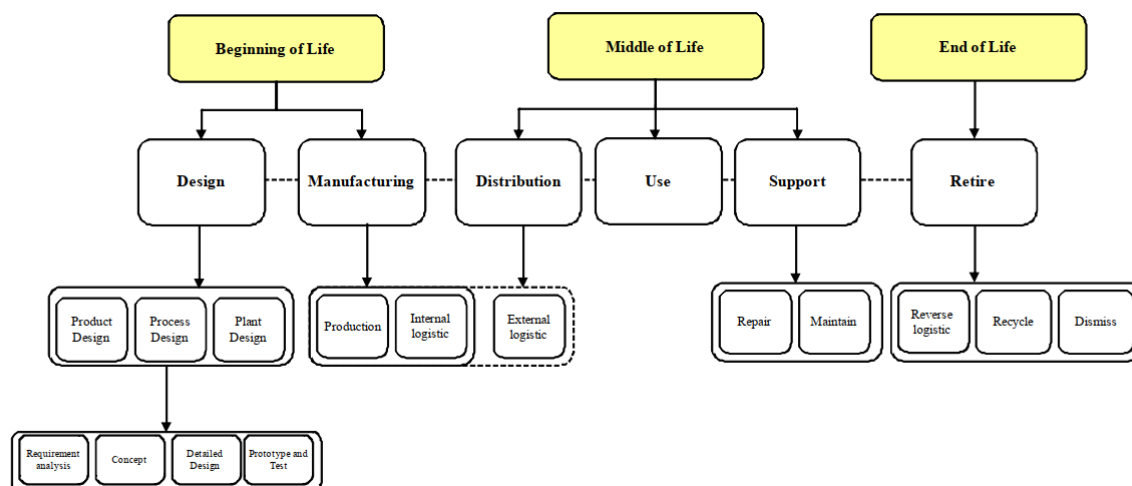 Beginning of Life
Middle of Life
End of Life
Design
Manufacturing
Distribution
Use
Support
Retire
Product
Design
Process
Design
Plant
Design
Production
Internal
logistic
External
logistic
Repair
Maintain
Reverse
logistic
Recycle
Dismiss
Requirement
analysis
Concept
Detailed
Design
Prototype and
Test